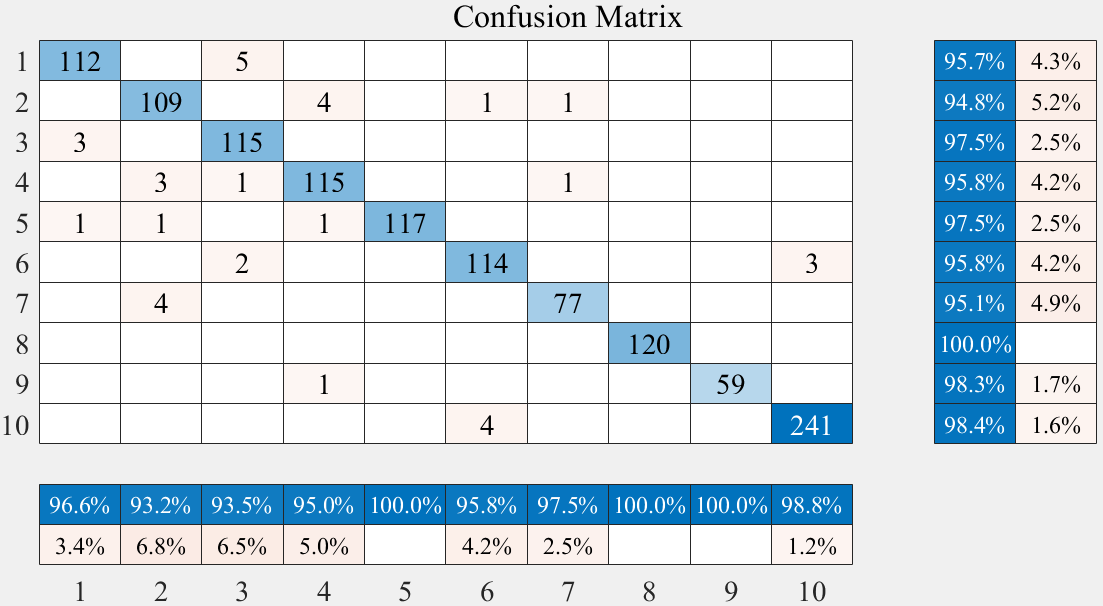 Confusion Matrix
1 112 5 95.7% 4.3%
2 109 4 1 1 94.8% 5.2%
3 3 115 97.5% 2.5%
4 3 1 115 1 95.8% 4.2%
5 1 1 1 117 97.5% 2.5%
6 2 114 3 95.8% 4.2%
7 4 77 95.1% 4.9%
8 120 100.0%
9 1 59 98.3% 1.7%
10 4 241 98.4% 1.6%
96.6% 93.2% 93.5% 95.0% 100.0% 95.8% 97.5% 100.0% 100.0% 98.8%
3.4% 6.8% 6.5% 5.0% 4.2% 2.5% 1.2%
1 2 3 4 5 6 7 8 9 10